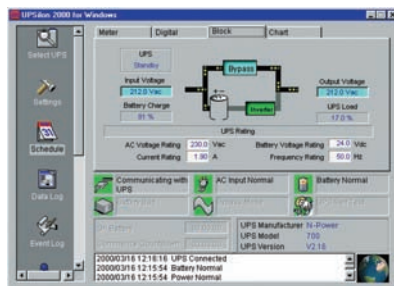 UPSilon 2000 for Windows
Meter Digital Block Chart
Select UPS
Settings
Schedule
Data Log
Event Log
UPS
Standby
Input Voltage
212.0 Vac
Battery Charge
91 %
Bypass
Inverter
Output Voltage
212.0 Vac
UPS Load
17.0 %
UPS Rating
AC Voltage Rating 230.0 Vac Battery Voltage Rating 24.0 Vdc
Current Rating A Frequency Rating 50.0 Hz
Communicating with UPS
AC Input Normal
Battery Normal
On Battery
UPS Manufacturer N-Power
UPS Model 700
UPS Version V2.16
2000/03/16 12:16:16 UPS Connected
2000/03/16 12:15:54 Battery Normal
2000/03/16 12:15:54 Power Normal